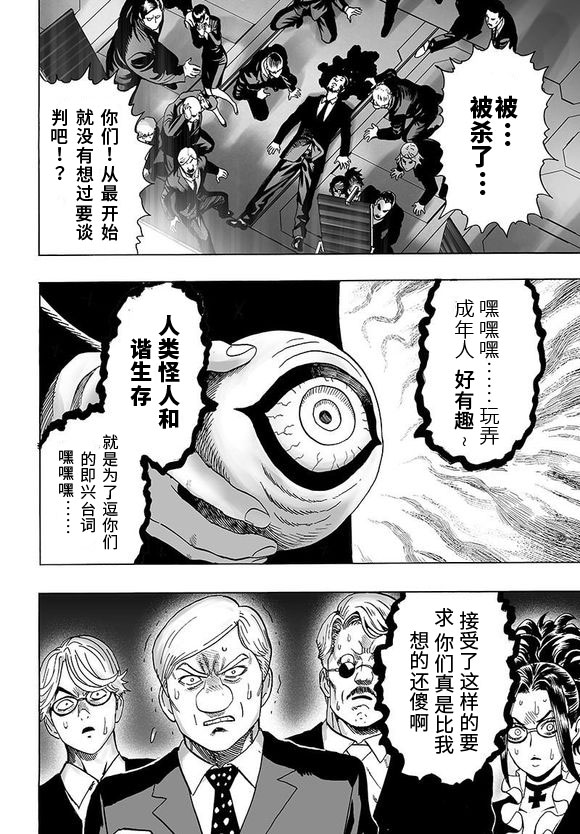 被…
被杀了…
你们！从最开始
就没有想过要谈
判吧！？
嘿嘿嘿……玩弄
成年人 好有趣~
人类怪人和
谐生存
就是为了逗你们
的即兴台词
嘿嘿嘿……
接受了这样的要
求 你们真是比我
想的还傻啊